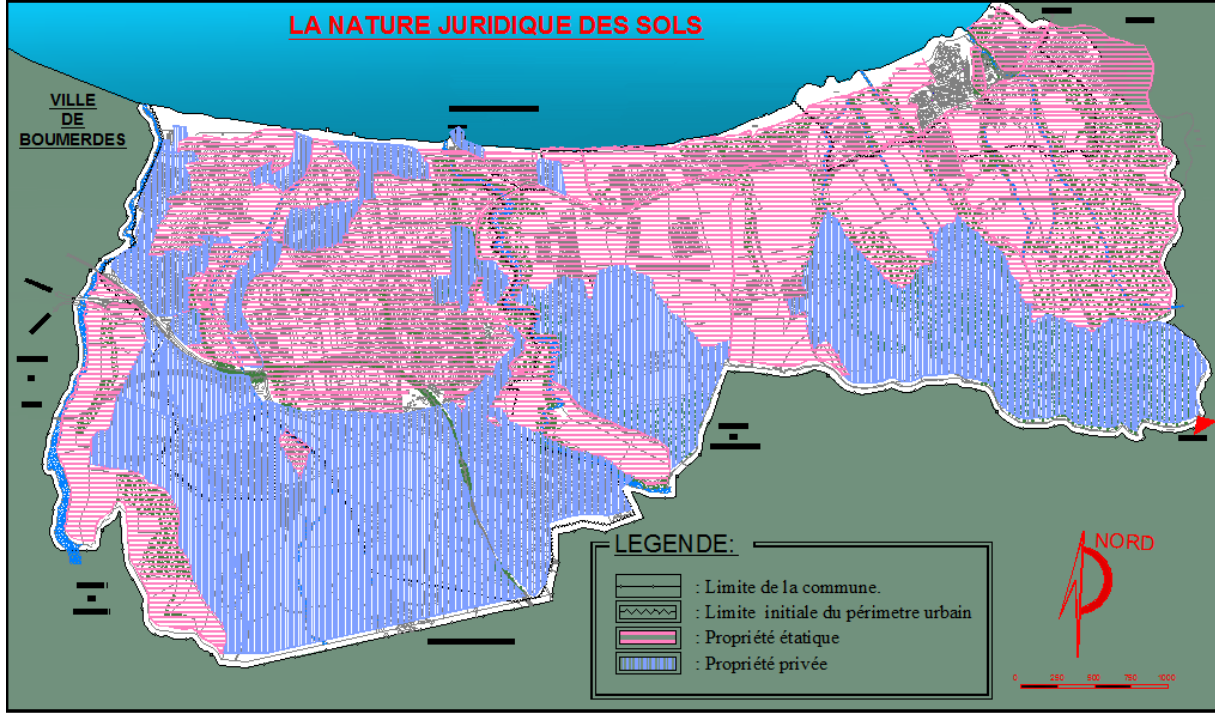 LA NATURE JURIDIQUE DES SOLS
VILLE
DE
BOUMERDES
LEGENDE:
: Limite de la commune.
: Limite initiale du périmetre urbain
: Propriété étatique
: Propriété privée
NORD
0 250 500 750 1000